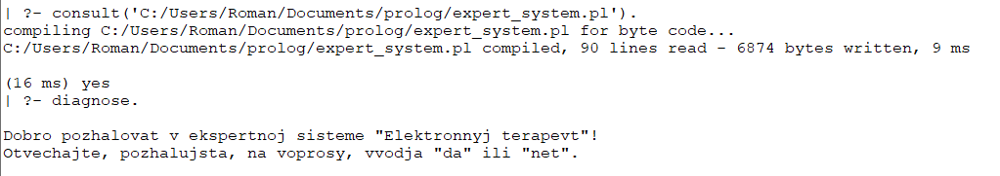 | ?- consult('C:/Users/Roman/Documents/prolog/expert_system.pl').
compiling C:/Users/Roman/Documents/prolog/expert_system.pl for byte code...
C:/Users/Roman/Documents/prolog/expert_system.pl compiled, 90 lines read - 6874 bytes written, 9 ms
(16 ms) yes
| ?- diagnose.
Dobro pozhalovat v ekspertnoj sisteme "Elektronnyj terapevt"!
Otvechajte, pozhalujsta, na voprosy, vvodja "da" ili "net".